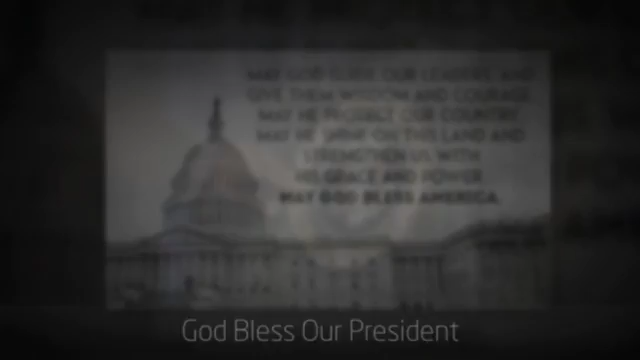 MAY GOD GUIDE OUR LEADERS, AND
GIVE THEM WISDOM AND COURAGE.
MAY HE PROTECT OUR COUNTRY.
MAY HE SHINE ON THIS LAND AND
STRENGTHEN US WITH
HIS GRACE AND POWER.
MAY GOD BLESS AMERICA.
God Bless Our President